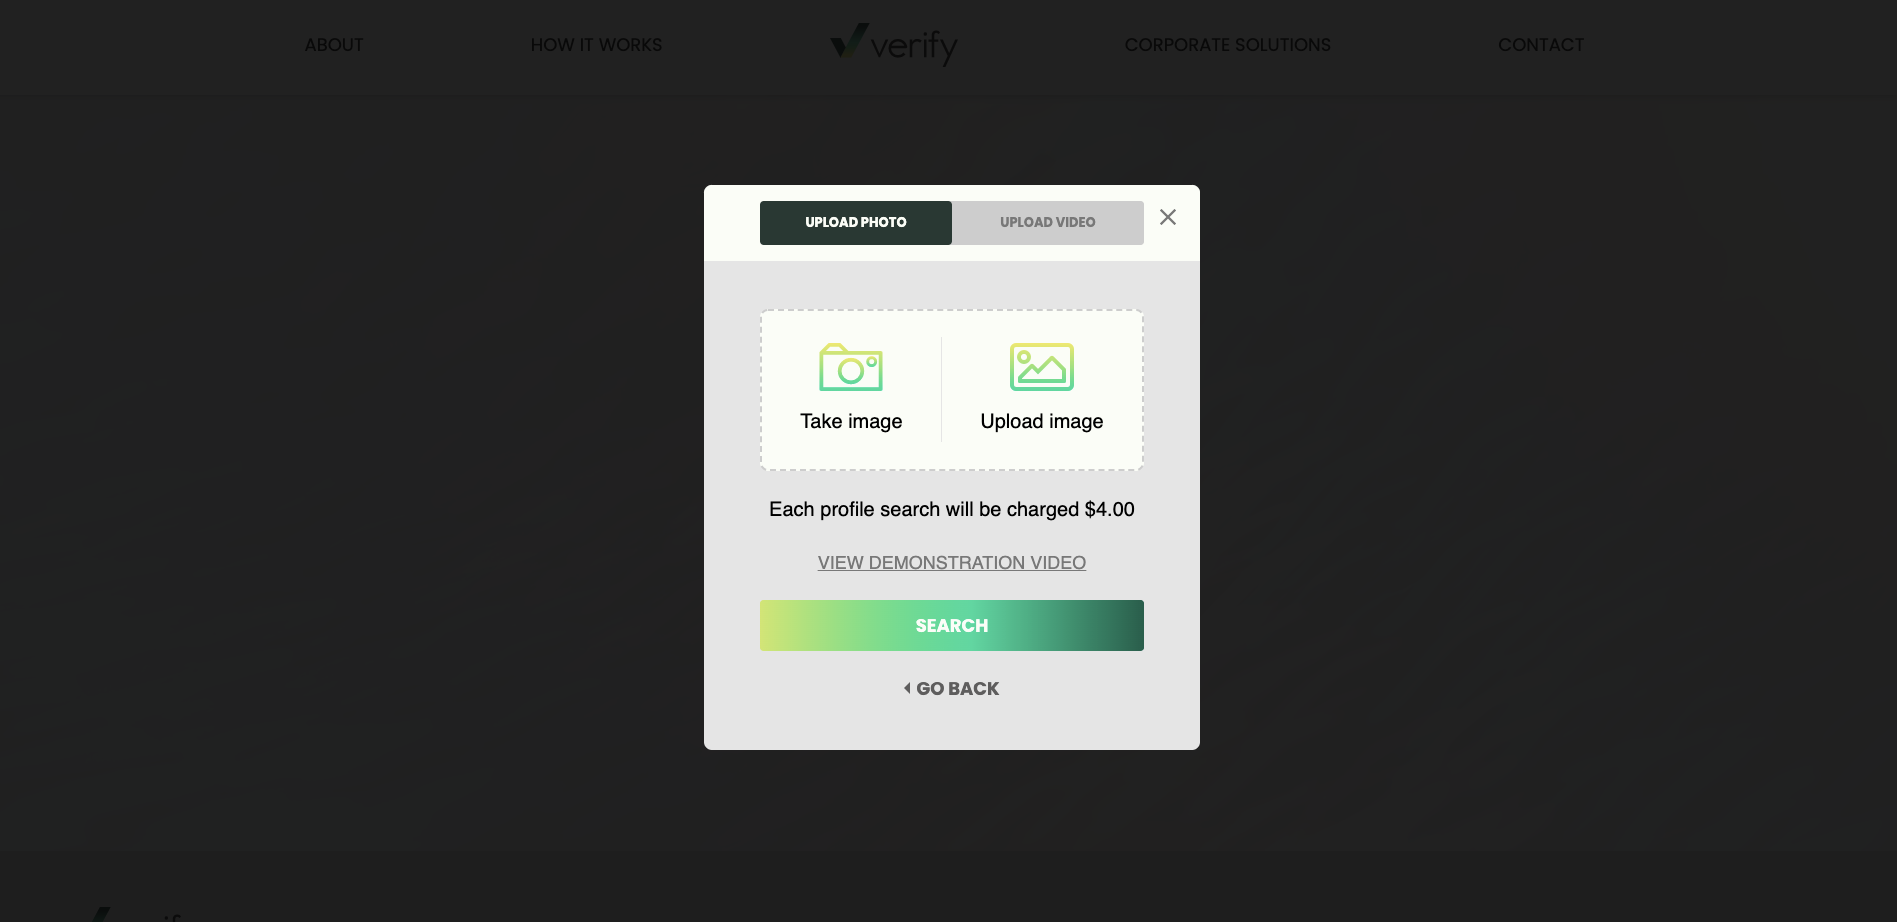 ABOUT
HOW IT WORKS
verify
CORPORATE SOLUTIONS
CONTACT
UPLOAD PHOTO
UPLOAD VIDEO
Take image
Upload image
Each profile search will be charged $4.00
VIEW DEMONSTRATION VIDEO
SEARCH
GO BACK